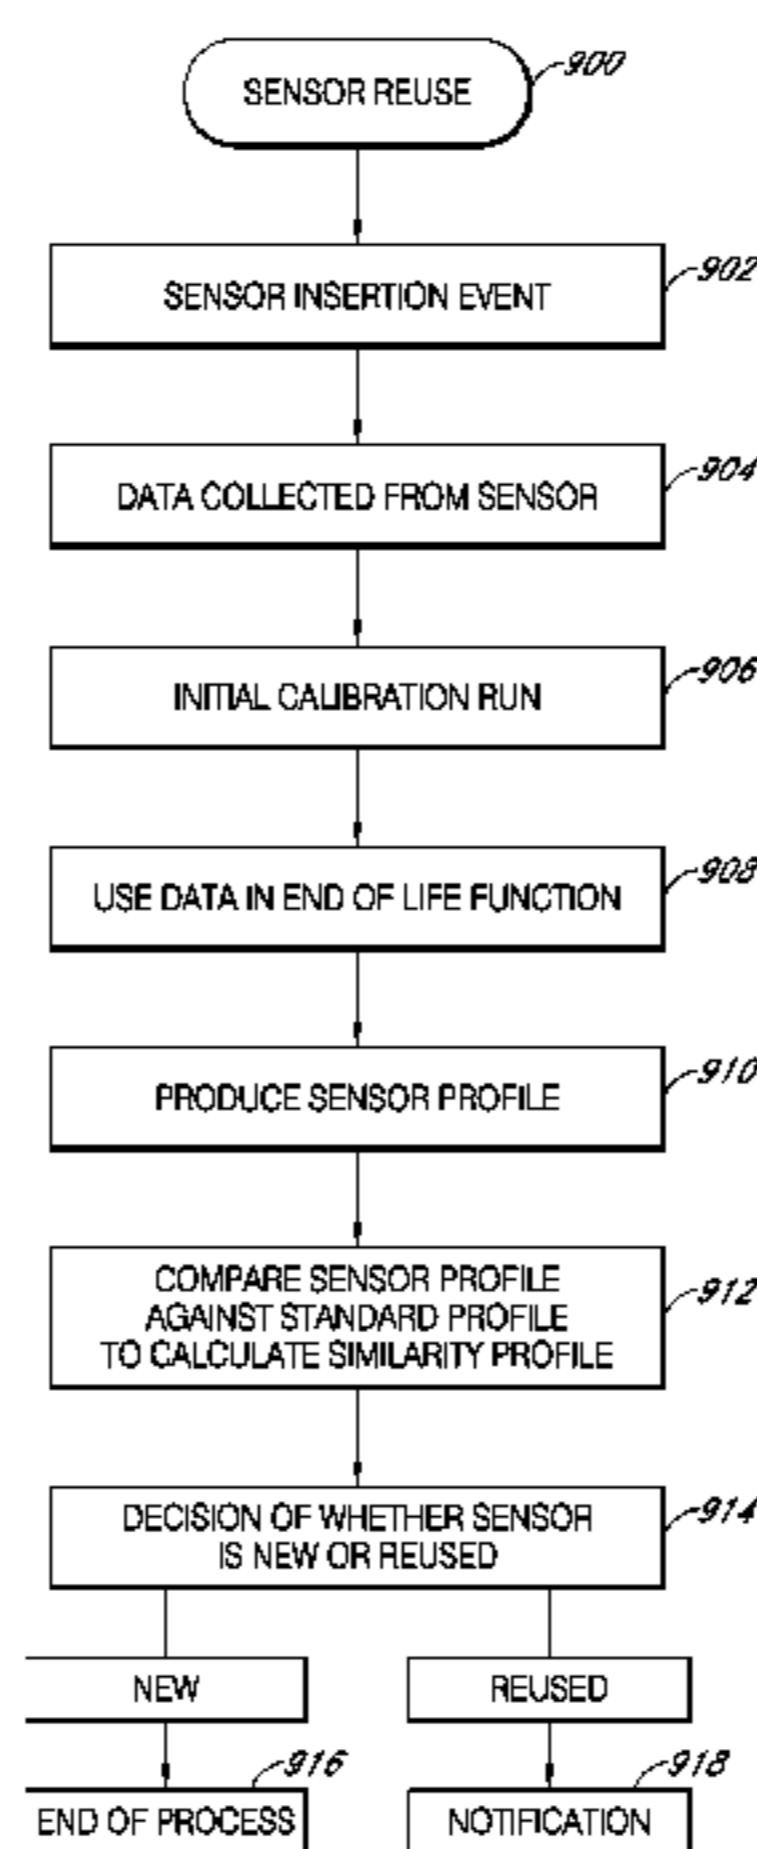 SENSOR REUSE
900
SENSOR INSERTION EVENT
902
DATA COLLECTED FROM SENSOR
904
INITIAL CALIBRATION RUN
906
USE DATA IN END OF LIFE FUNCTION
908
PRODUCE SENSOR PROFILE
910
COMPARE SENSOR PROFILE
AGAINST STANDARD PROFILE
TO CALCULATE SIMILARITY PROFILE
912
DECISION OF WHETHER SENSOR
IS NEW OR REUSED
914
NEW
REUSED
916
918
END OF PROCESS
NOTIFICATION